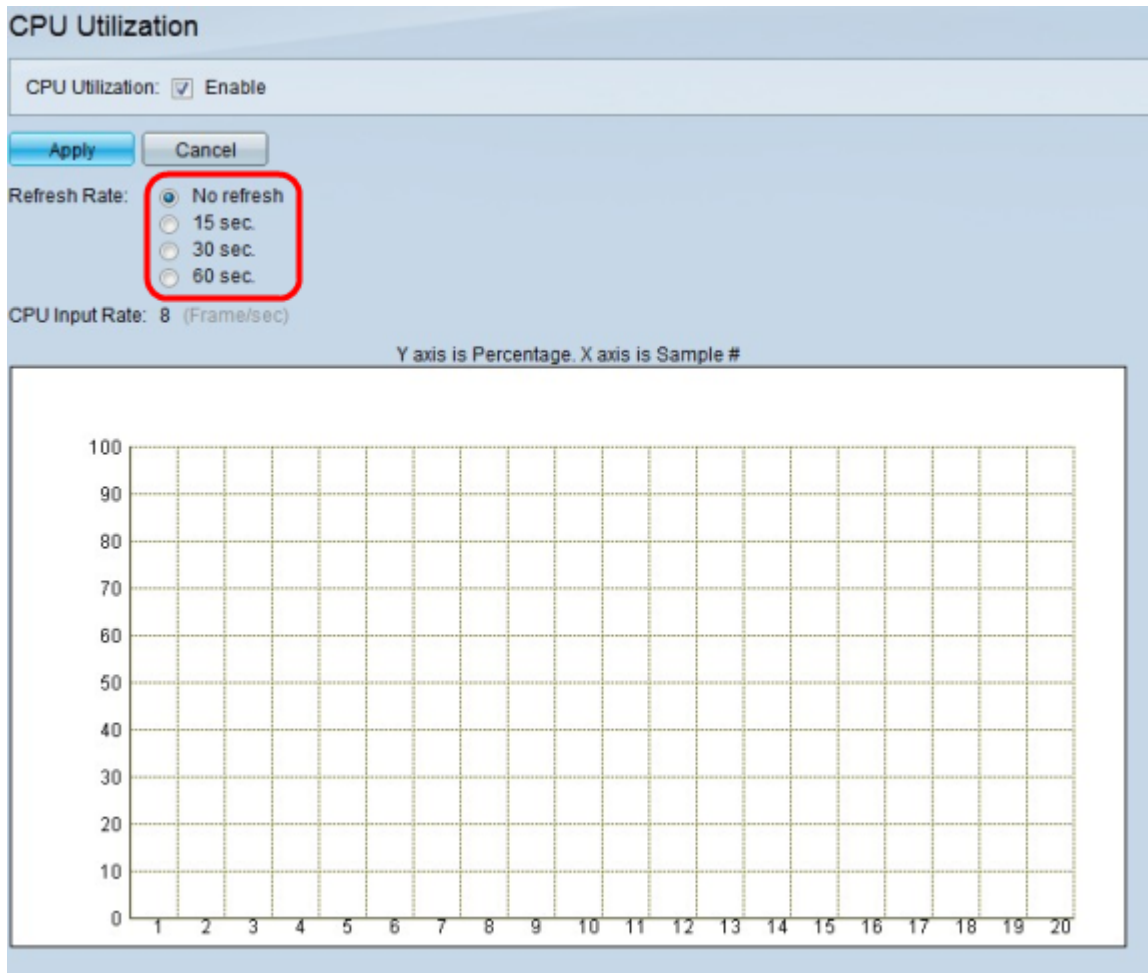 CPU Utilization
CPU Utilization: Enable
Apply Cancel
Refresh Rate: No refresh
15 sec.
30 sec.
60 sec.
CPU Input Rate: 8 (Frame/sec)
Y axis is Percentage. X axis is Sample #
100
90
80
70
60
50
40
30
20
10
0
1 2 3 4 5 6 7 8 9 10 11 12 13 14 15 16 17 18 19 20